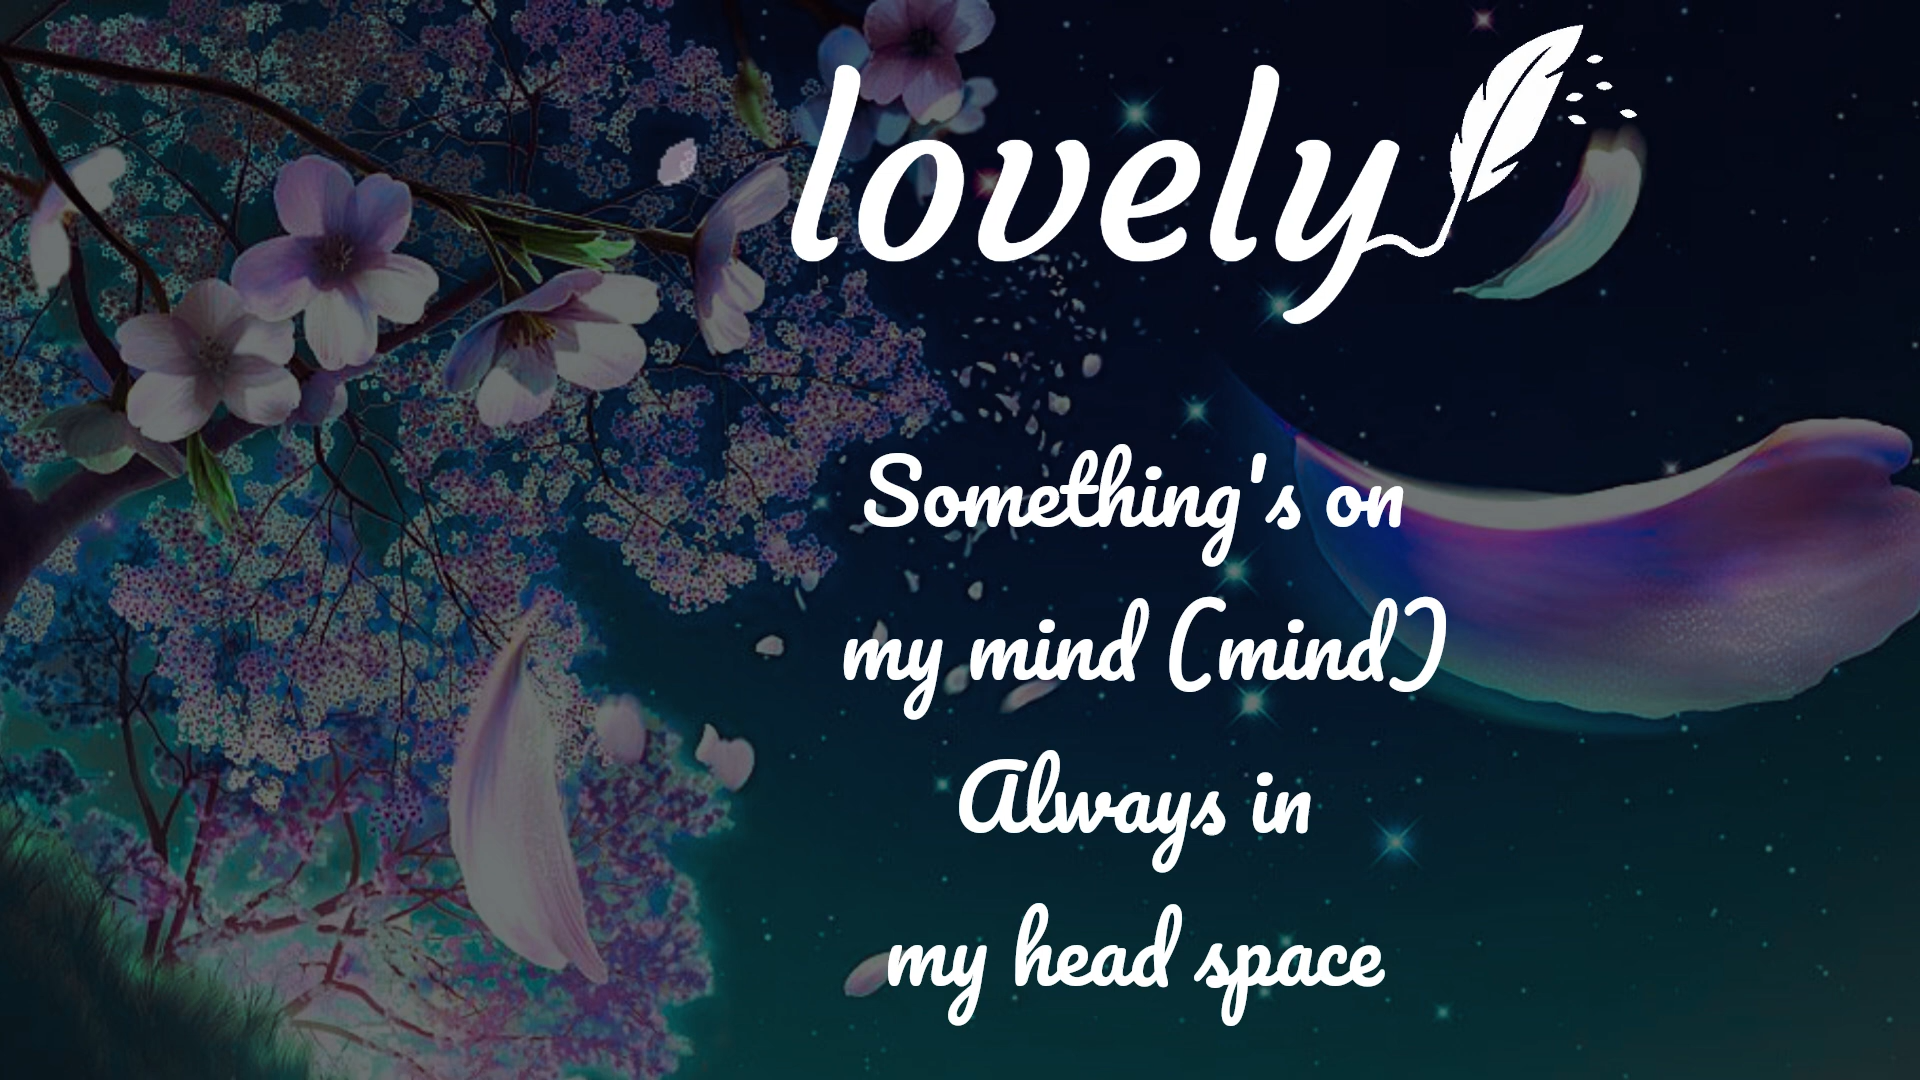 lovely
Something's on
my mind (mind)
Always in
my head space